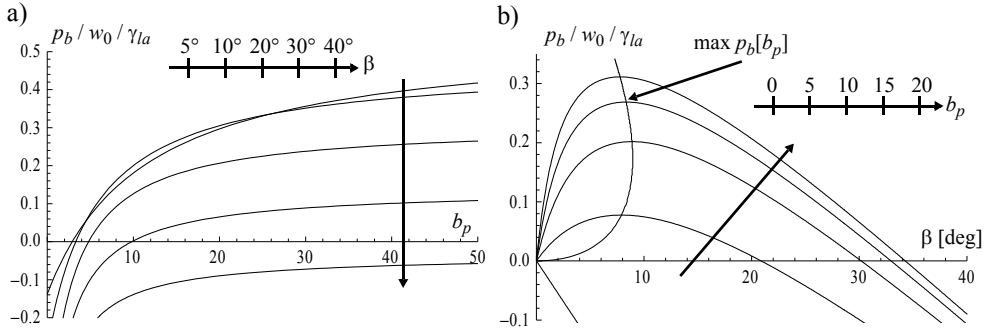 a)
p_b / w_0 / γ_la
5° 10° 20° 30° 40°
β
0.5
0.4
0.3
0.2
0.1
0.0
−0.1
−0.2
10 20 30 40 50
b_p
b)
p_b / w_0 / γ_la
max p_b[b_p]
0 5 10 15 20
b_p
0.3
0.2
0.1
0.0
−0.1
10 20 30 40
β [deg]